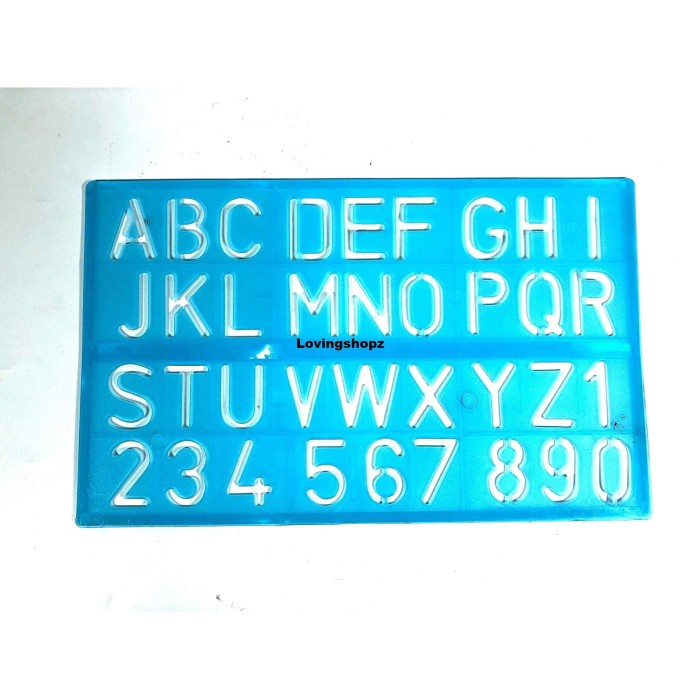 ABC DEF GHI
JKL MNO PQR
Lovingshopz
STU VWX YZ1
234 567 890